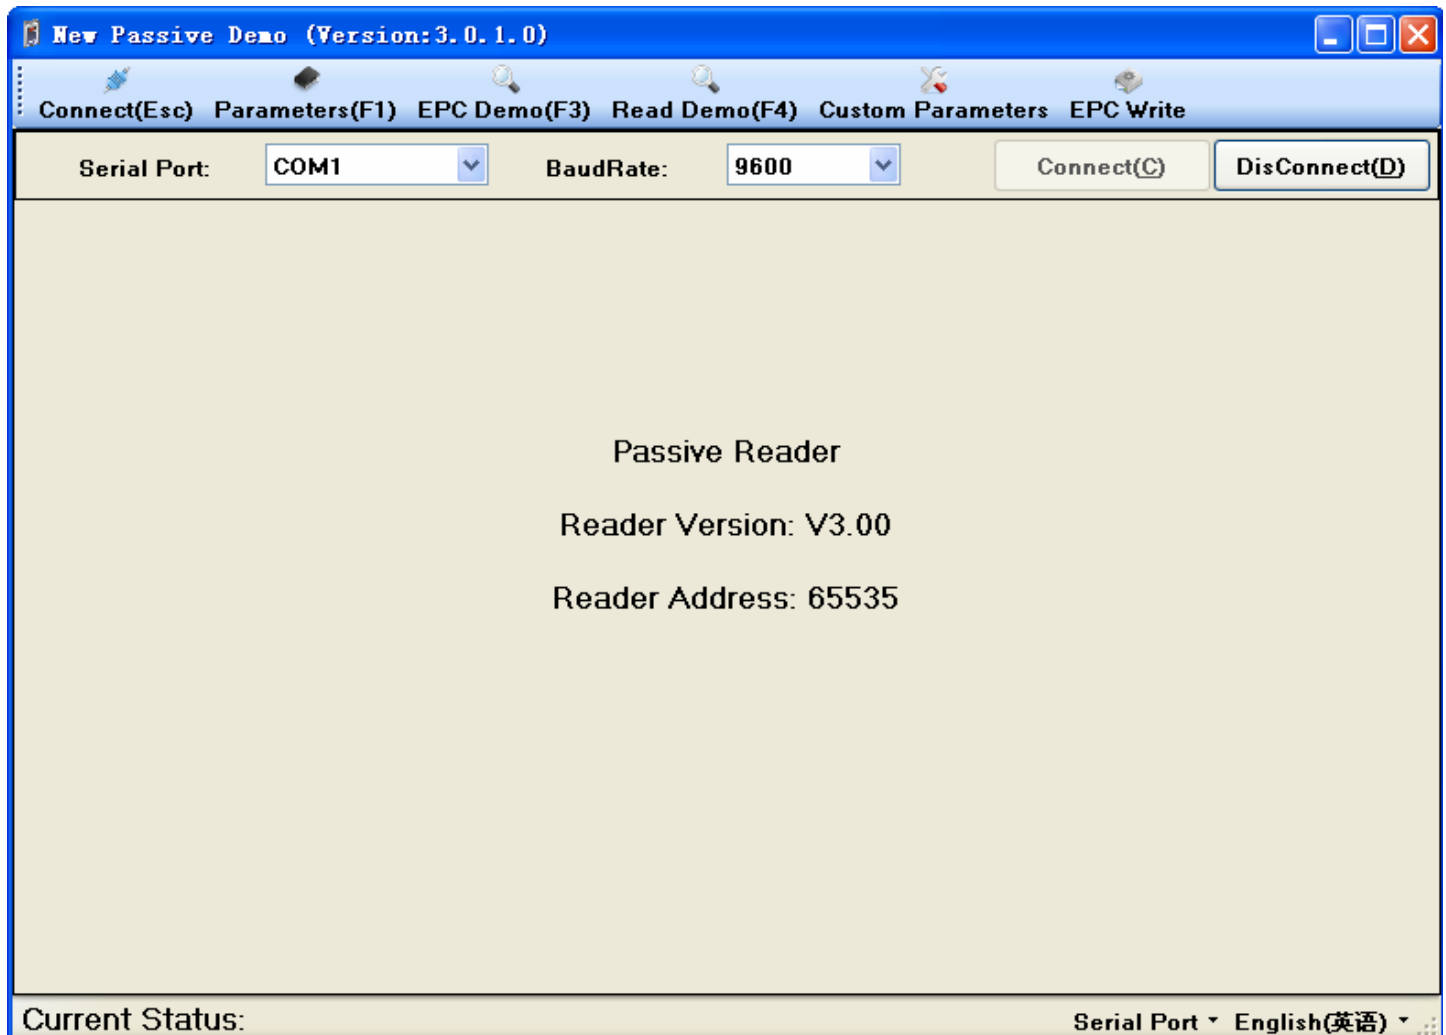 New Passive Demo (Version:3.0.1.0)
Connect(Esc) Parameters(F1) EPC Demo(F3) Read Demo(F4) Custom Parameters EPC Write
Serial Port: COM1 BaudRate: 9600 Connect(C) DisConnect(D)
Passive Reader
Reader Version: V3.00
Reader Address: 65535
Current Status: Serial Port English(英语)